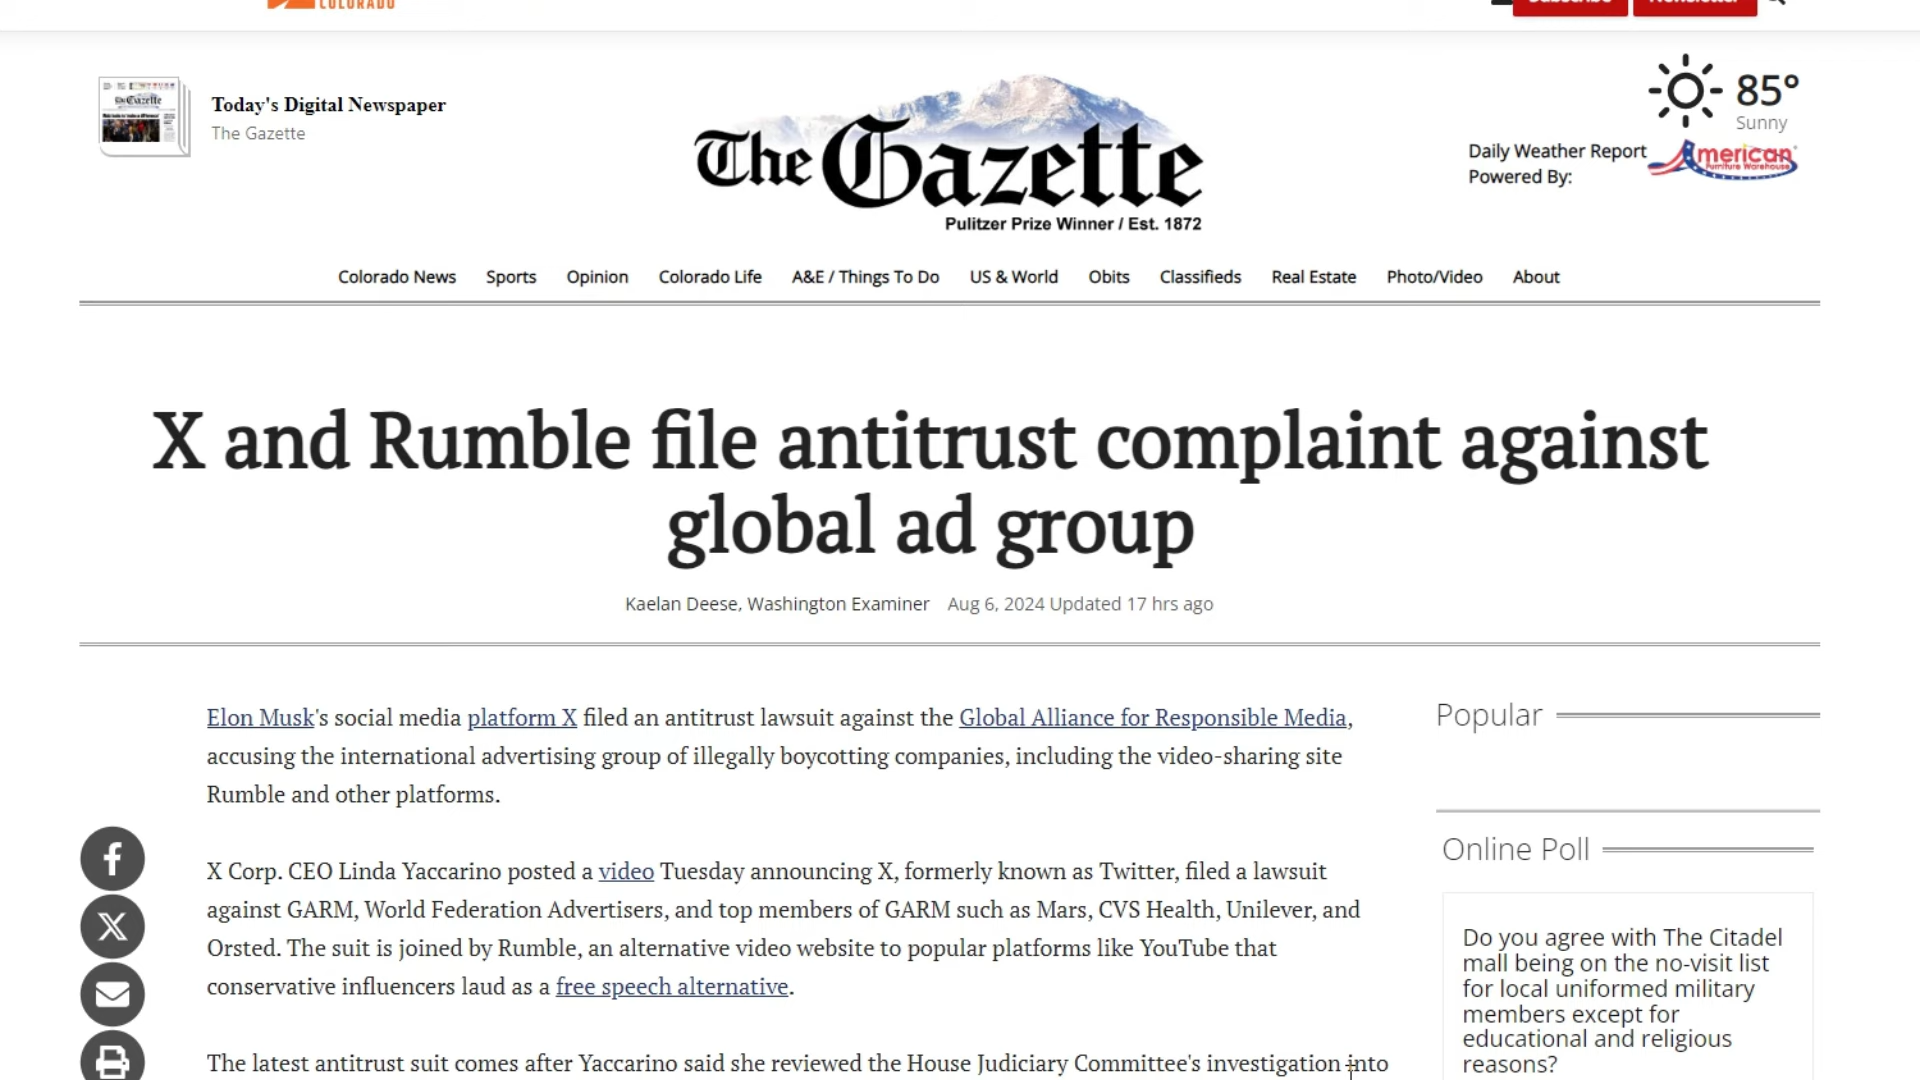 COLORADO
Subscribe
Newsletter
Today's Digital Newspaper
The Gazette
The Gazette
Pulitzer Prize Winner / Est. 1872
85°
Sunny
Daily Weather Report
Powered By:
American
Furniture Warehouse
Colorado News Sports Opinion Colorado Life A&E / Things To Do US & World Obits Classifieds Real Estate Photo/Video About
X and Rumble file antitrust complaint against
global ad group
Kaelan Deese, Washington Examiner Aug 6, 2024 Updated 17 hrs ago
Elon Musk's social media platform X filed an antitrust lawsuit against the Global Alliance for Responsible Media,
accusing the international advertising group of illegally boycotting companies, including the video-sharing site
Rumble and other platforms.
X Corp. CEO Linda Yaccarino posted a video Tuesday announcing X, formerly known as Twitter, filed a lawsuit
against GARM, World Federation Advertisers, and top members of GARM such as Mars, CVS Health, Unilever, and
Orsted. The suit is joined by Rumble, an alternative video website to popular platforms like YouTube that
conservative influencers laud as a free speech alternative.
The latest antitrust suit comes after Yaccarino said she reviewed the House Judiciary Committee's investigation into
Popular
Online Poll
Do you agree with The Citadel
mall being on the no-visit list
for local uniformed military
members except for
educational and religious
reasons?